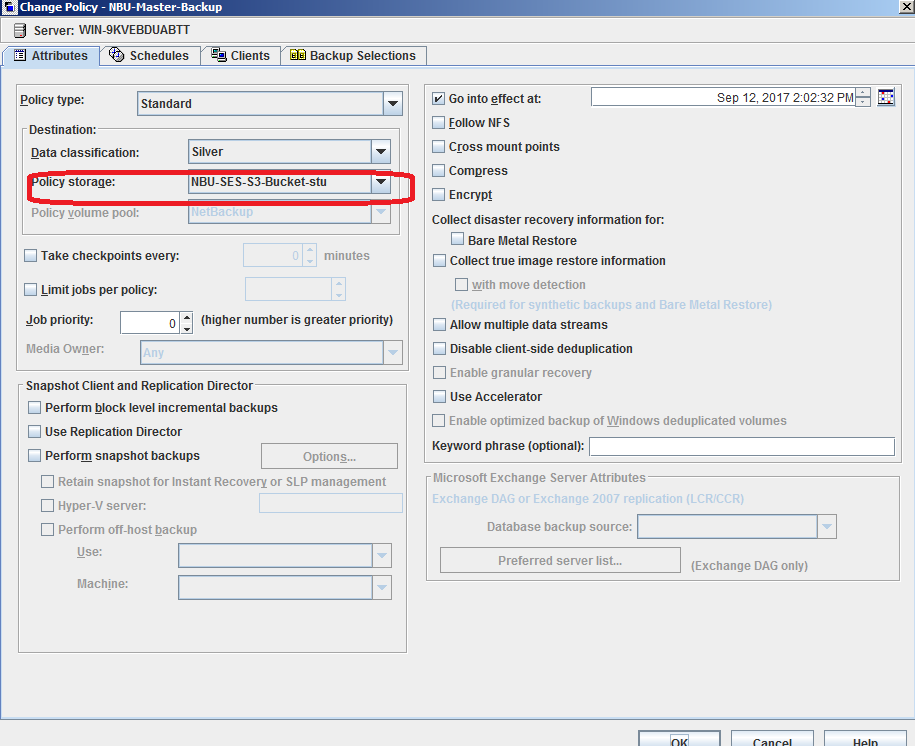 Change Policy - NBU-Master-Backup
Server: WIN-9KVEBDUABTT
Attributes Schedules Clients Backup Selections
Policy type: Standard
Destination:
Data classification: Silver
Policy storage: NBU-SES-S3-Bucket-stu
Policy volume pool: NetBackup
Take checkpoints every: 0 minutes
Limit jobs per policy:
Job priority: 0 (higher number is greater priority)
Media Owner: Any
Snapshot Client and Replication Director
Perform block level incremental backups
Use Replication Director
Perform snapshot backups Options...
Retain snapshot for Instant Recovery or SLP management
Hyper-V server:
Perform off-host backup
Use:
Machine:
Go into effect at: Sep 12, 2017 2:02:32 PM
Follow NFS
Cross mount points
Compress
Encrypt
Collect disaster recovery information for:
Bare Metal Restore
Collect true image restore information
with move detection
(Required for synthetic backups and Bare Metal Restore)
Allow multiple data streams
Disable client-side deduplication
Enable granular recovery
Use Accelerator
Enable optimized backup of Windows deduplicated volumes
Keyword phrase (optional):
Microsoft Exchange Server Attributes
Exchange DAG or Exchange 2007 replication (LCR/CCR)
Database backup source:
Preferred server list... (Exchange DAG only)
OK Cancel Help